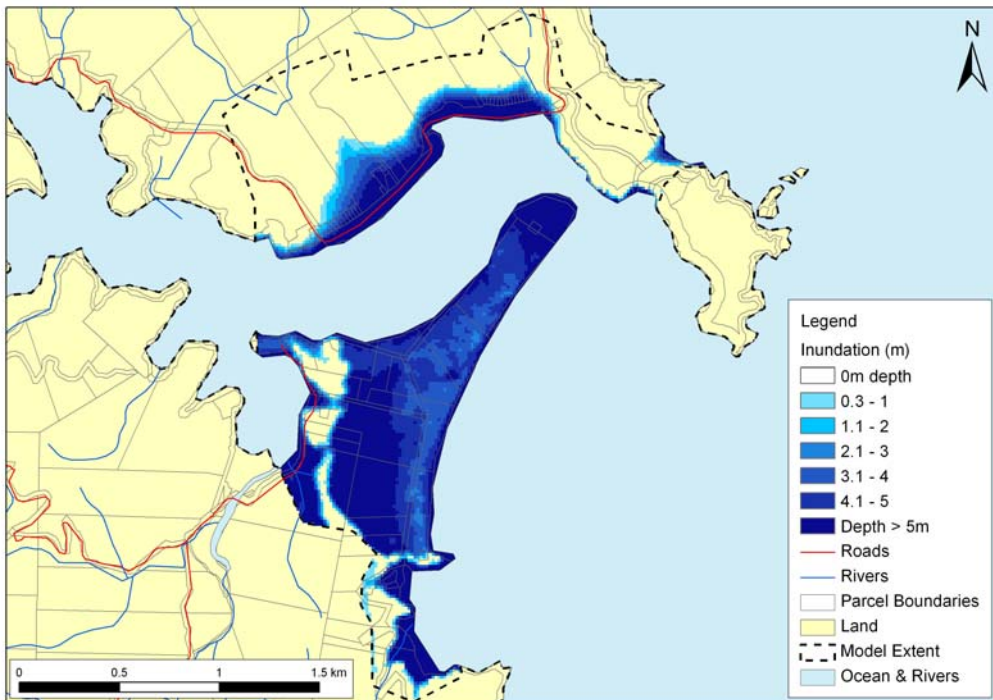 N
Legend
Inundation (m)
0m depth
0.3 - 1
1.1 - 2
2.1 - 3
3.1 - 4
4.1 - 5
Depth > 5m
Roads
Rivers
Parcel Boundaries
Land
Model Extent
Ocean & Rivers
0 0.5 1 1.5 km